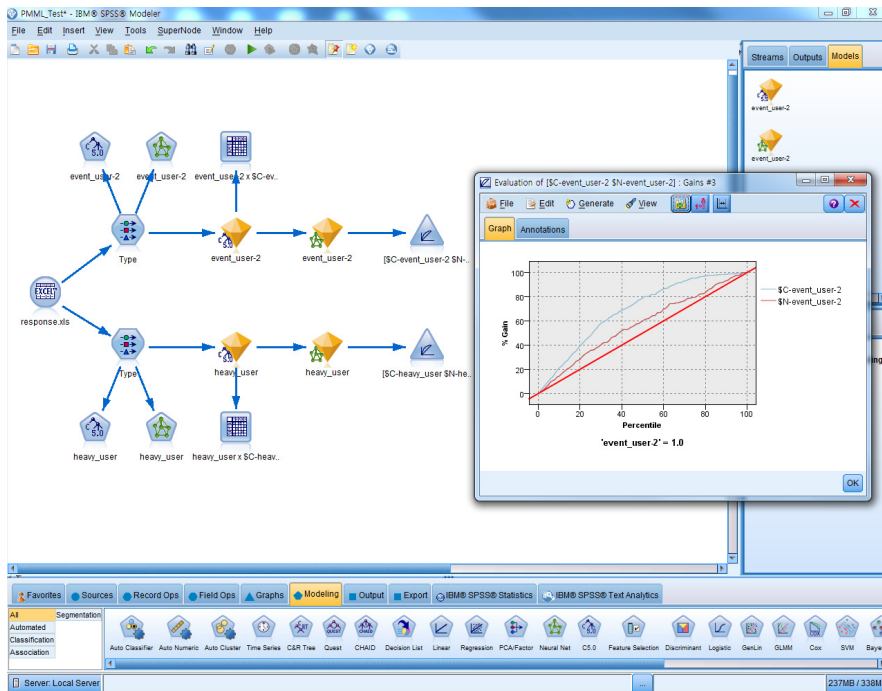 PMML_Test* - IBM® SPSS® Modeler
File Edit Insert View Tools SuperNode Window Help
Streams Outputs Models
event_user-2
event_user-2
event_user-2 event_user-2 event_user-2 x $C-ev..
Type event_user-2 event_user-2 [$C-event_user-2 $N-..
EXCEL
response.xls
Type heavy_user heavy_user [$C-heavy_user $N-he..
heavy_user heavy_user heavy_user x $C-heav..
Evaluation of [$C-event_user-2 $N-event_user-2] : Gains #3
File Edit Generate View
Graph Annotations
% Gain
100
80
60
40
20
0
0 20 40 60 80 100
Percentile
'event_user-2' = 1.0
$C-event_user-2
$N-event_user-2
OK
Favorites Sources Record Ops Field Ops Graphs Modeling Output Export IBM® SPSS® Statistics IBM® SPSS® Text Analytics
All Segmentation
Automated
Classification
Association
Auto Classifier Auto Numeric Auto Cluster Time Series C&R Tree Quest CHAID Decision List Linear Regression PCA/Factor Neural Net C5.0 Feature Selection Discriminant Logistic GenLin GLMM Cox SVM Baye
Server: Local Server ... 237MB / 338M